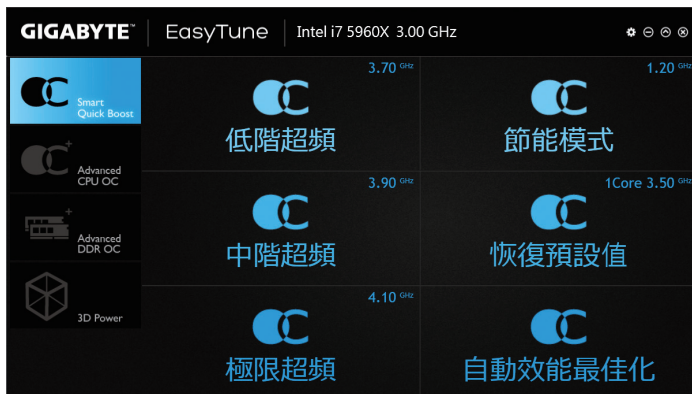 GIGABYTE™ EasyTune Intel i7 5960X 3.00 GHz
Smart
Quick Boost
Advanced
CPU OC
Advanced
DDR OC
3D Power
3.70 GHz
低階超頻
1.20 GHz
節能模式
3.90 GHz
中階超頻
1Core 3.50 GHz
恢復預設值
4.10 GHz
極限超頻
自動效能最佳化